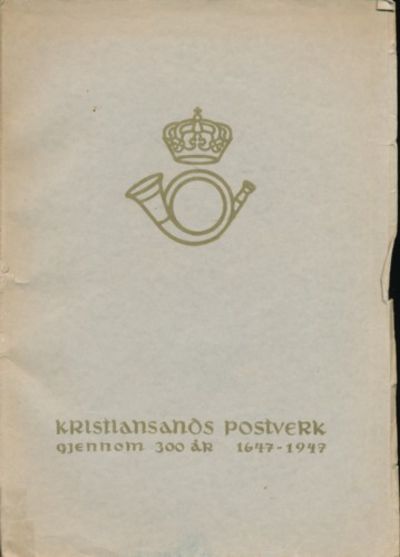 Kristiansands Postverk
gjennom 300 år 1647-1947